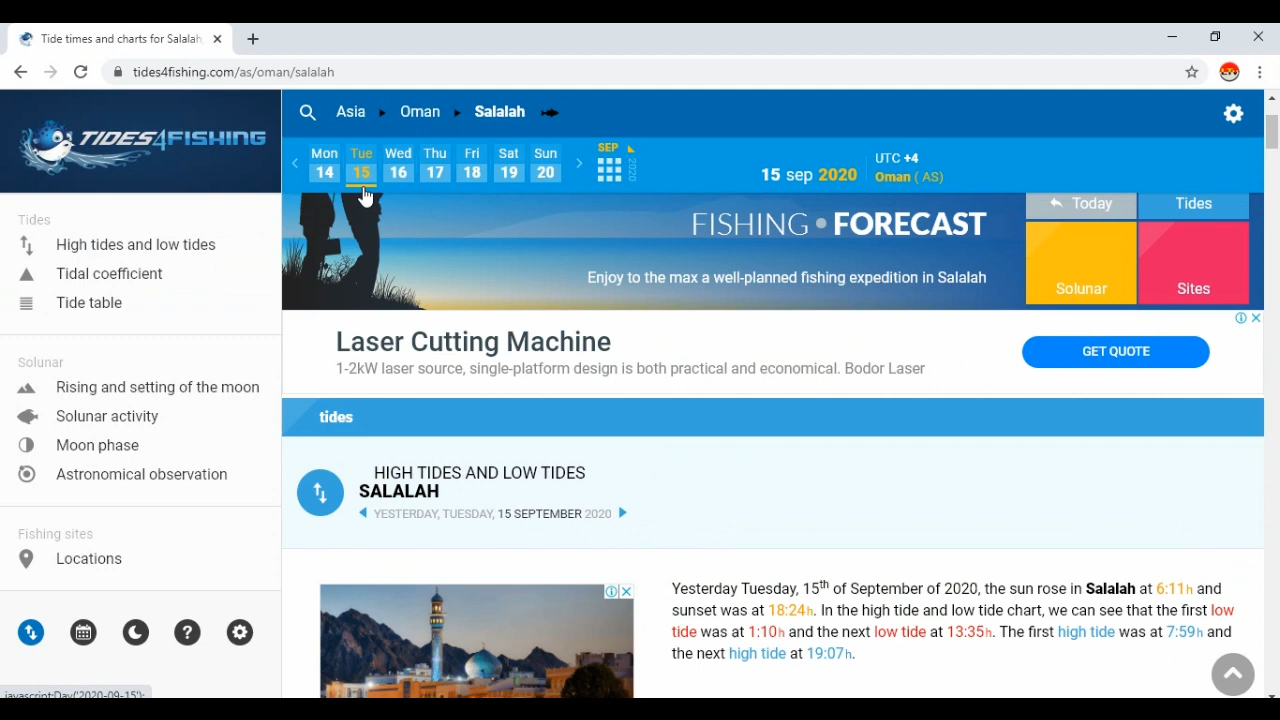 Tide times and charts for Salalah
tides4fishing.com/as/oman/salalah
TIDES4FISHING
Asia Oman Salalah
Mon Tue Wed Thu Fri Sat Sun SEP
14 15 16 17 18 19 20 2020
15 sep 2020
UTC +4
Oman ( AS)
Tides
High tides and low tides
Tidal coefficient
Tide table
Solunar
Rising and setting of the moon
Solunar activity
Moon phase
Astronomical observation
Fishing sites
Locations
FISHING • FORECAST
Enjoy to the max a well-planned fishing expedition in Salalah
Today Tides
Solunar Sites
Laser Cutting Machine
1-2kW laser source, single-platform design is both practical and economical. Bodor Laser
GET QUOTE
tides
HIGH TIDES AND LOW TIDES
SALALAH
YESTERDAY, TUESDAY, 15 SEPTEMBER 2020
Yesterday Tuesday, 15th of September of 2020, the sun rose in Salalah at 6:11h and
sunset was at 18:24h. In the high tide and low tide chart, we can see that the first low
tide was at 1:10h and the next low tide at 13:35h. The first high tide was at 7:59h and
the next high tide at 19:07h.
javascript:Day('2020-09-15');